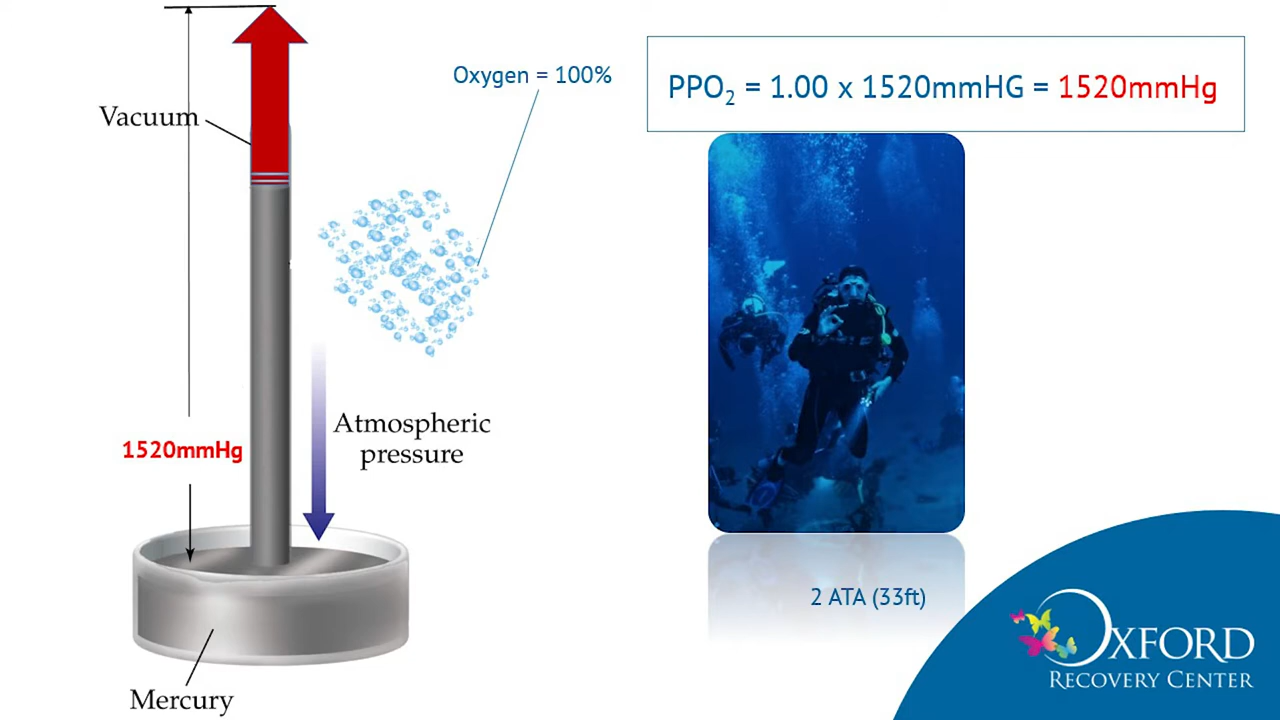 Vacuum
Oxygen = 100%
PPO₂ = 1.00 x 1520mmHG = 1520mmHg
1520mmHg
Atmospheric
pressure
Mercury
2 ATA (33ft)
OXFORD
RECOVERY CENTER